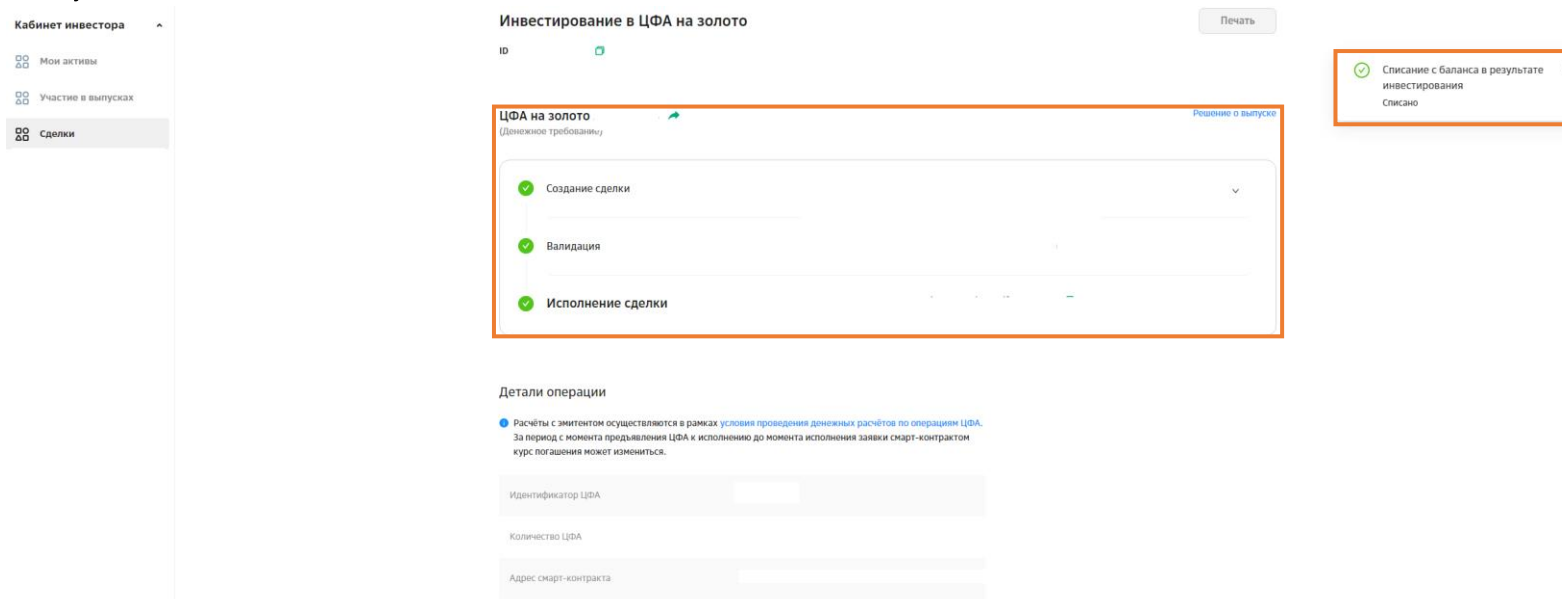 Кабинет инвестора
Мои активы
Участие в выпусках
Сделки
Инвестирование в ЦФА на золото
Печать
ID
ЦФА на золото
(Денежное требование)
Решение о выпуске
Создание сделки
Валидация
Исполнение сделки
Списание с баланса в результате
инвестирования
Списано
Детали операции
Расчёты с эмитентом осуществляются в рамках условия проведения денежных расчётов по операциям ЦФА.
За период с момента предъявления ЦФА к исполнению до момента исполнения заявки смарт-контрактом
курс погашения может измениться.
Идентификатор ЦФА
Количество ЦФА
Адрес смарт-контракта